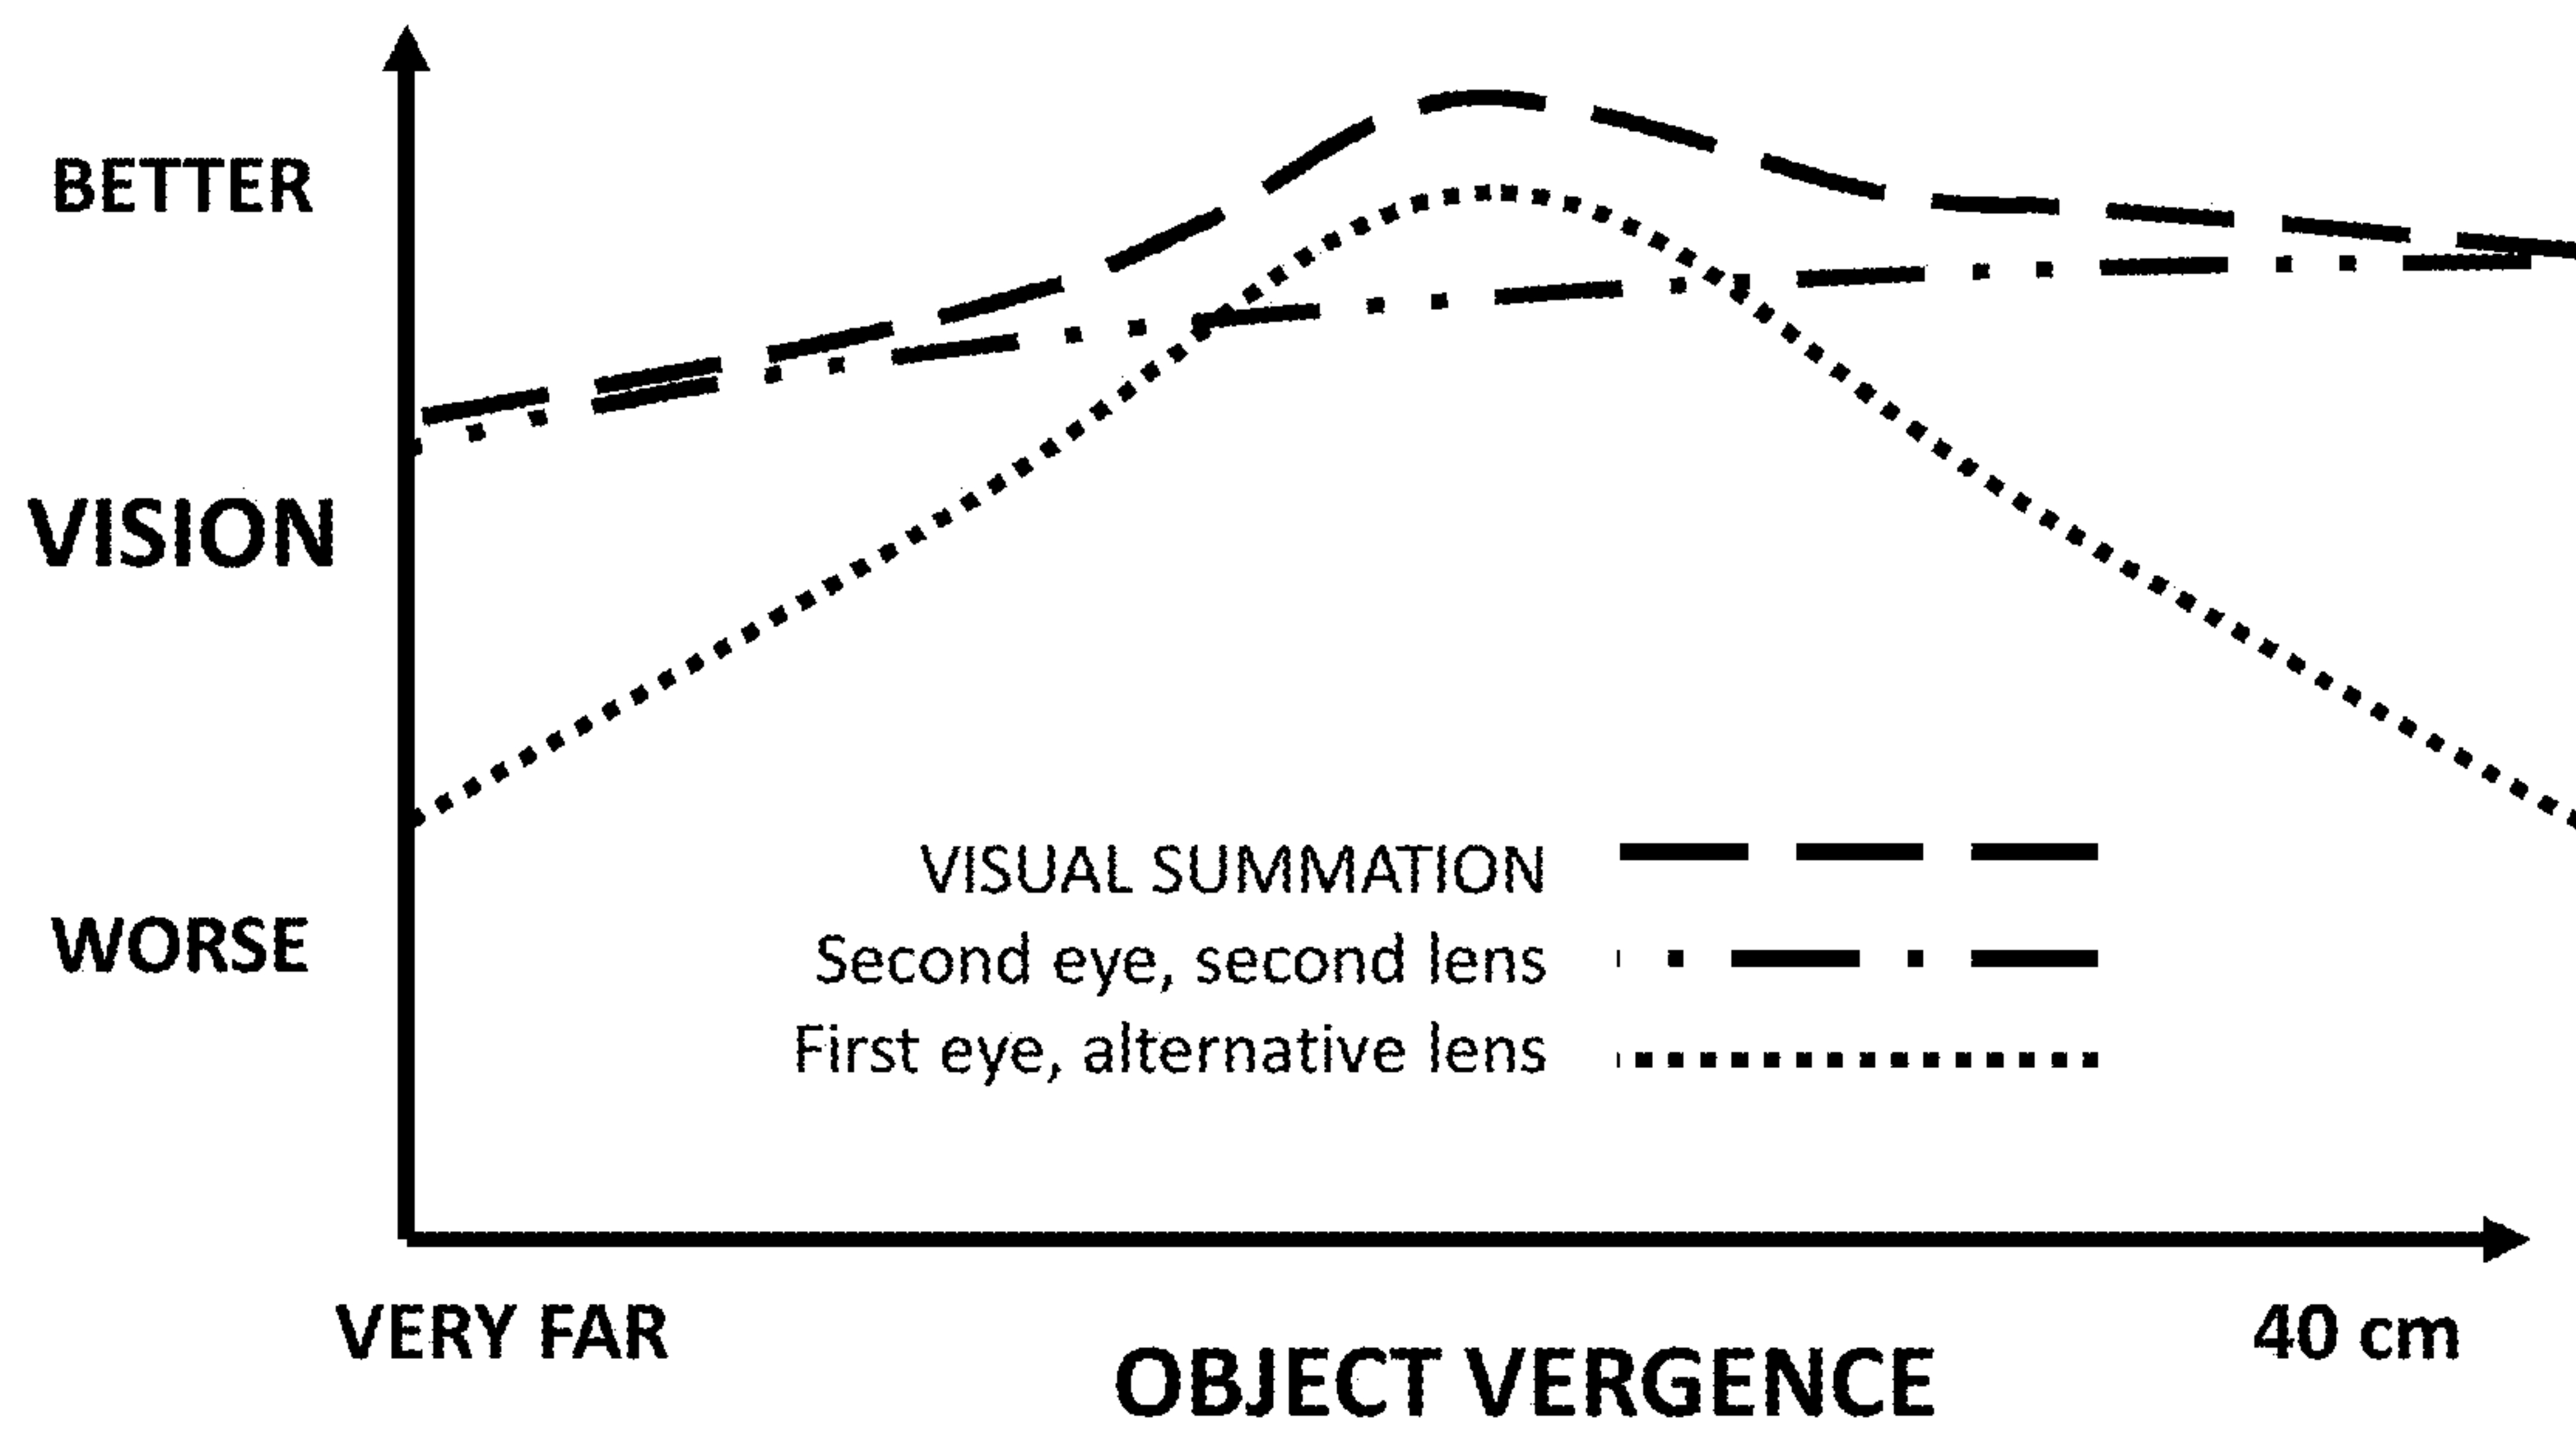 BETTER
VISION
VISUAL SUMMATION
Second eye, second lens
WORSE
First eye, alternative lens
VERY FAR
40 cm
OBJECT VERGENCE